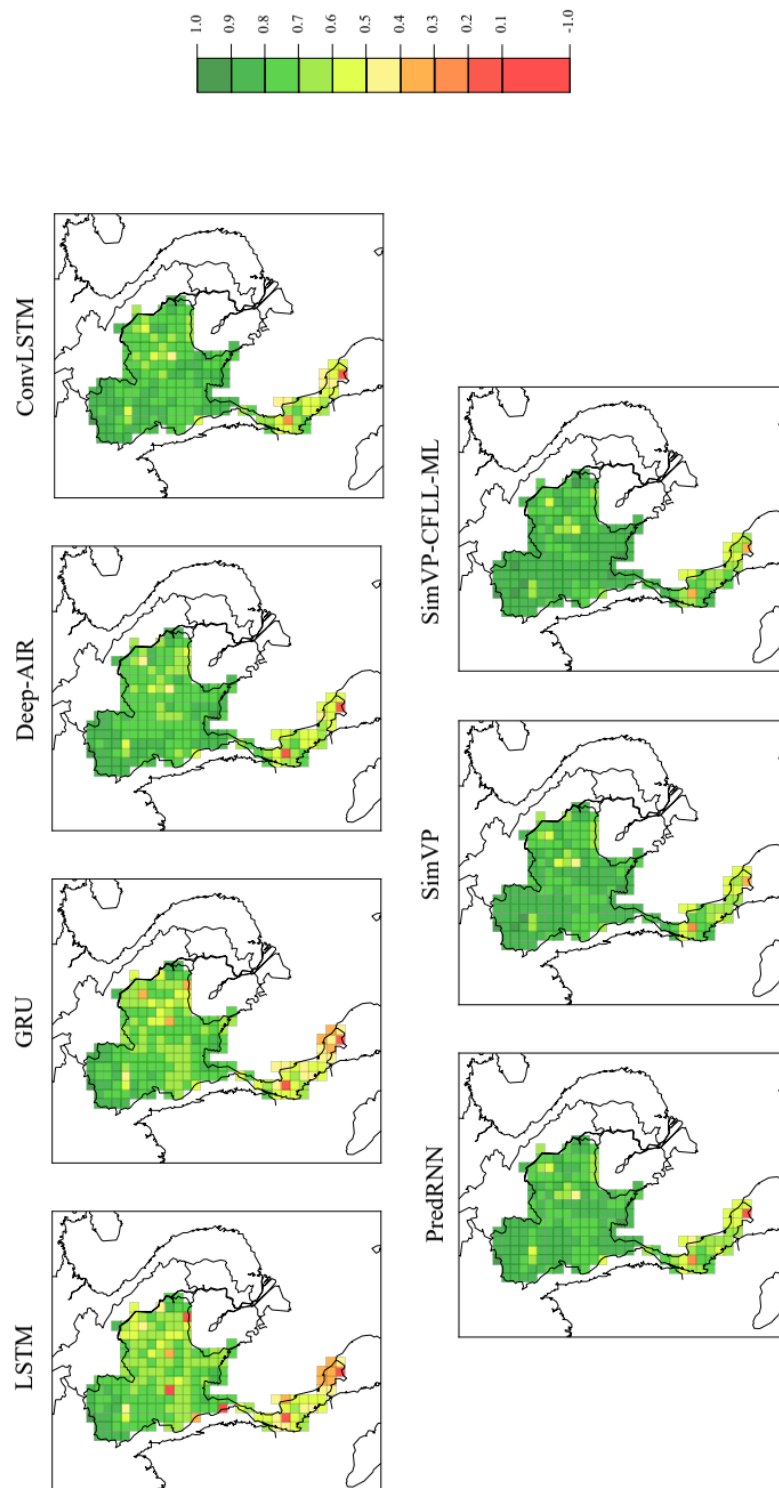 LSTM
GRU
Deep-AIR
ConvLSTM
PredRNN
SimVP
SimVP-CFLL-ML
1.0
0.9
0.8
0.7
0.6
0.5
0.4
0.3
0.2
0.1
-1.0